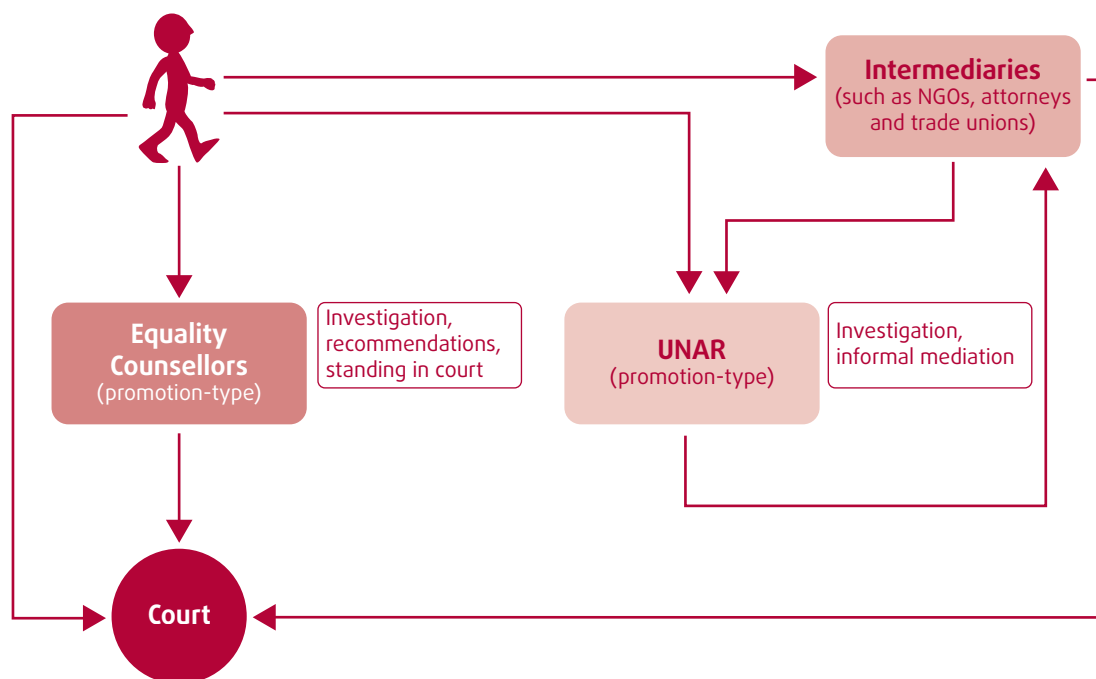 Intermediaries
(such as NGOs, attorneys
and trade unions)
Equality
Counsellors
(promotion-type)
Investigation,
recommendations,
standing in court
UNAR
(promotion-type)
Investigation,
informal mediation
Court